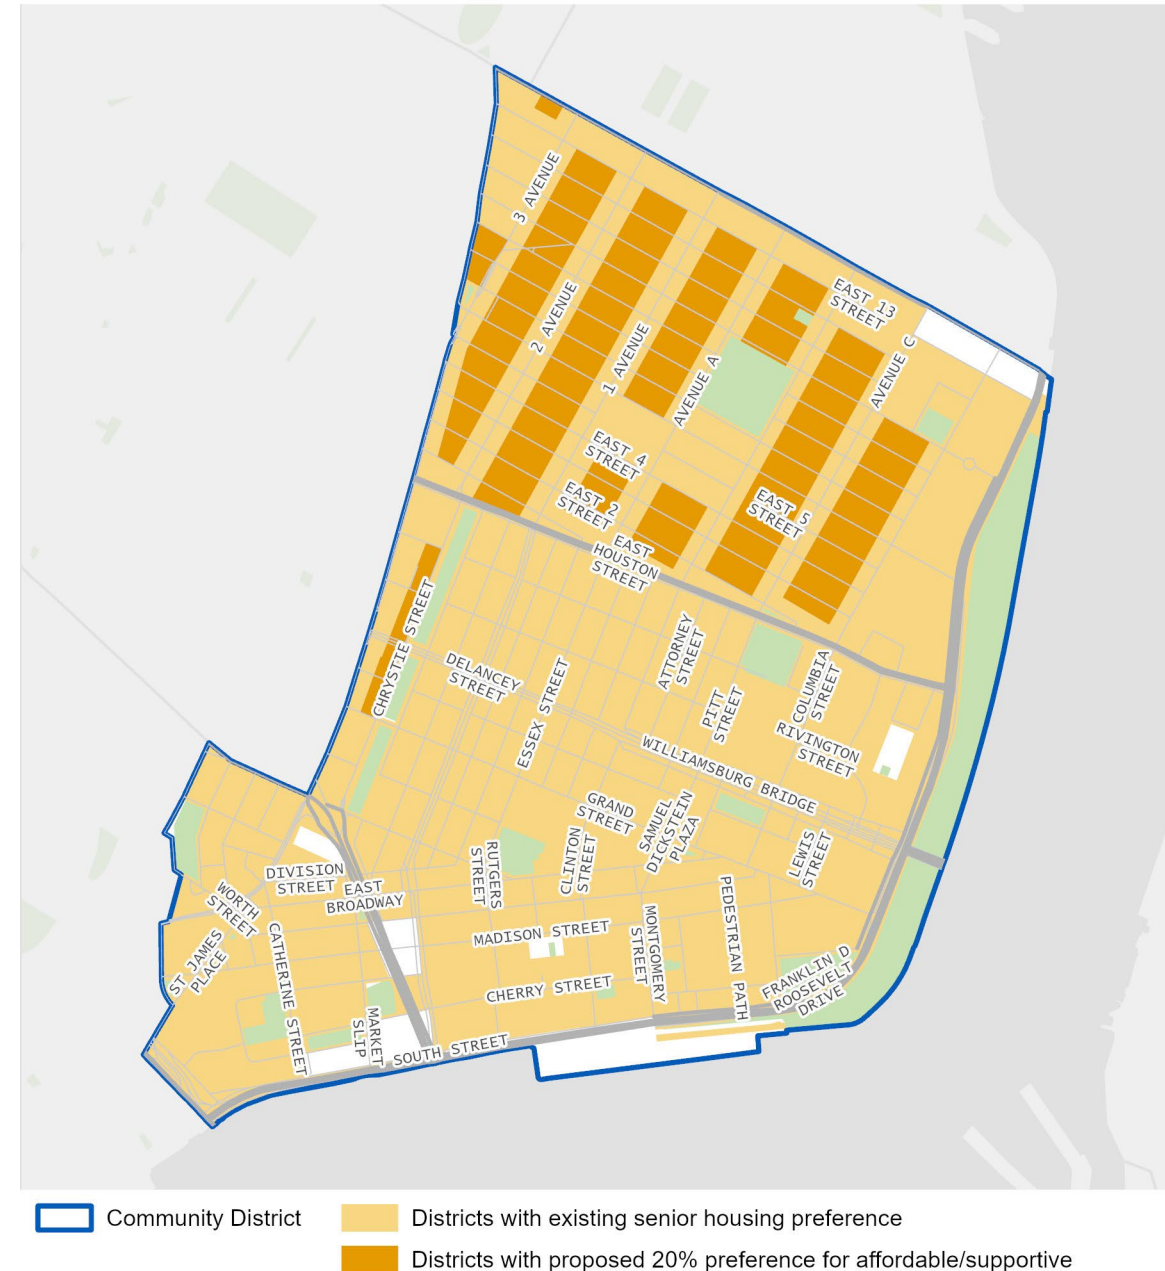 3 AVENUE
2 AVENUE
1 AVENUE
AVENUE A
EAST 13
STREET
AVENUE C
EAST 4
STREET
EAST 2
STREET
EAST 5
STREET
EAST
HOUSTON
STREET
CHRYSTIE STREET
DELANCEY
STREET
ESSEX STREET
ATTORNEY
STREET
PITT
STREET
COLUMBIA
STREET
RIVINGTON
STREET
WILLIAMSBURG BRIDGE
GRAND
STREET
SAMUEL
DICKSTEIN
PLAZA
LEWIS
STREET
CLINTON
STREET
RUTGERS
STREET
DIVISION
STREET
EAST
BROADWAY
WORTH
STREET
ST JAMES
PLACE
CATHERINE STREET
MADISON STREET
MONTGOMERY
STREET
PEDESTRIAN PATH
CHERRY STREET
FRANKLIN D
ROOSEVELT
DRIVE
MARKET
SLIP
SOUTH STREET
Community District
Districts with existing senior housing preference
Districts with proposed 20% preference for affordable/supportive